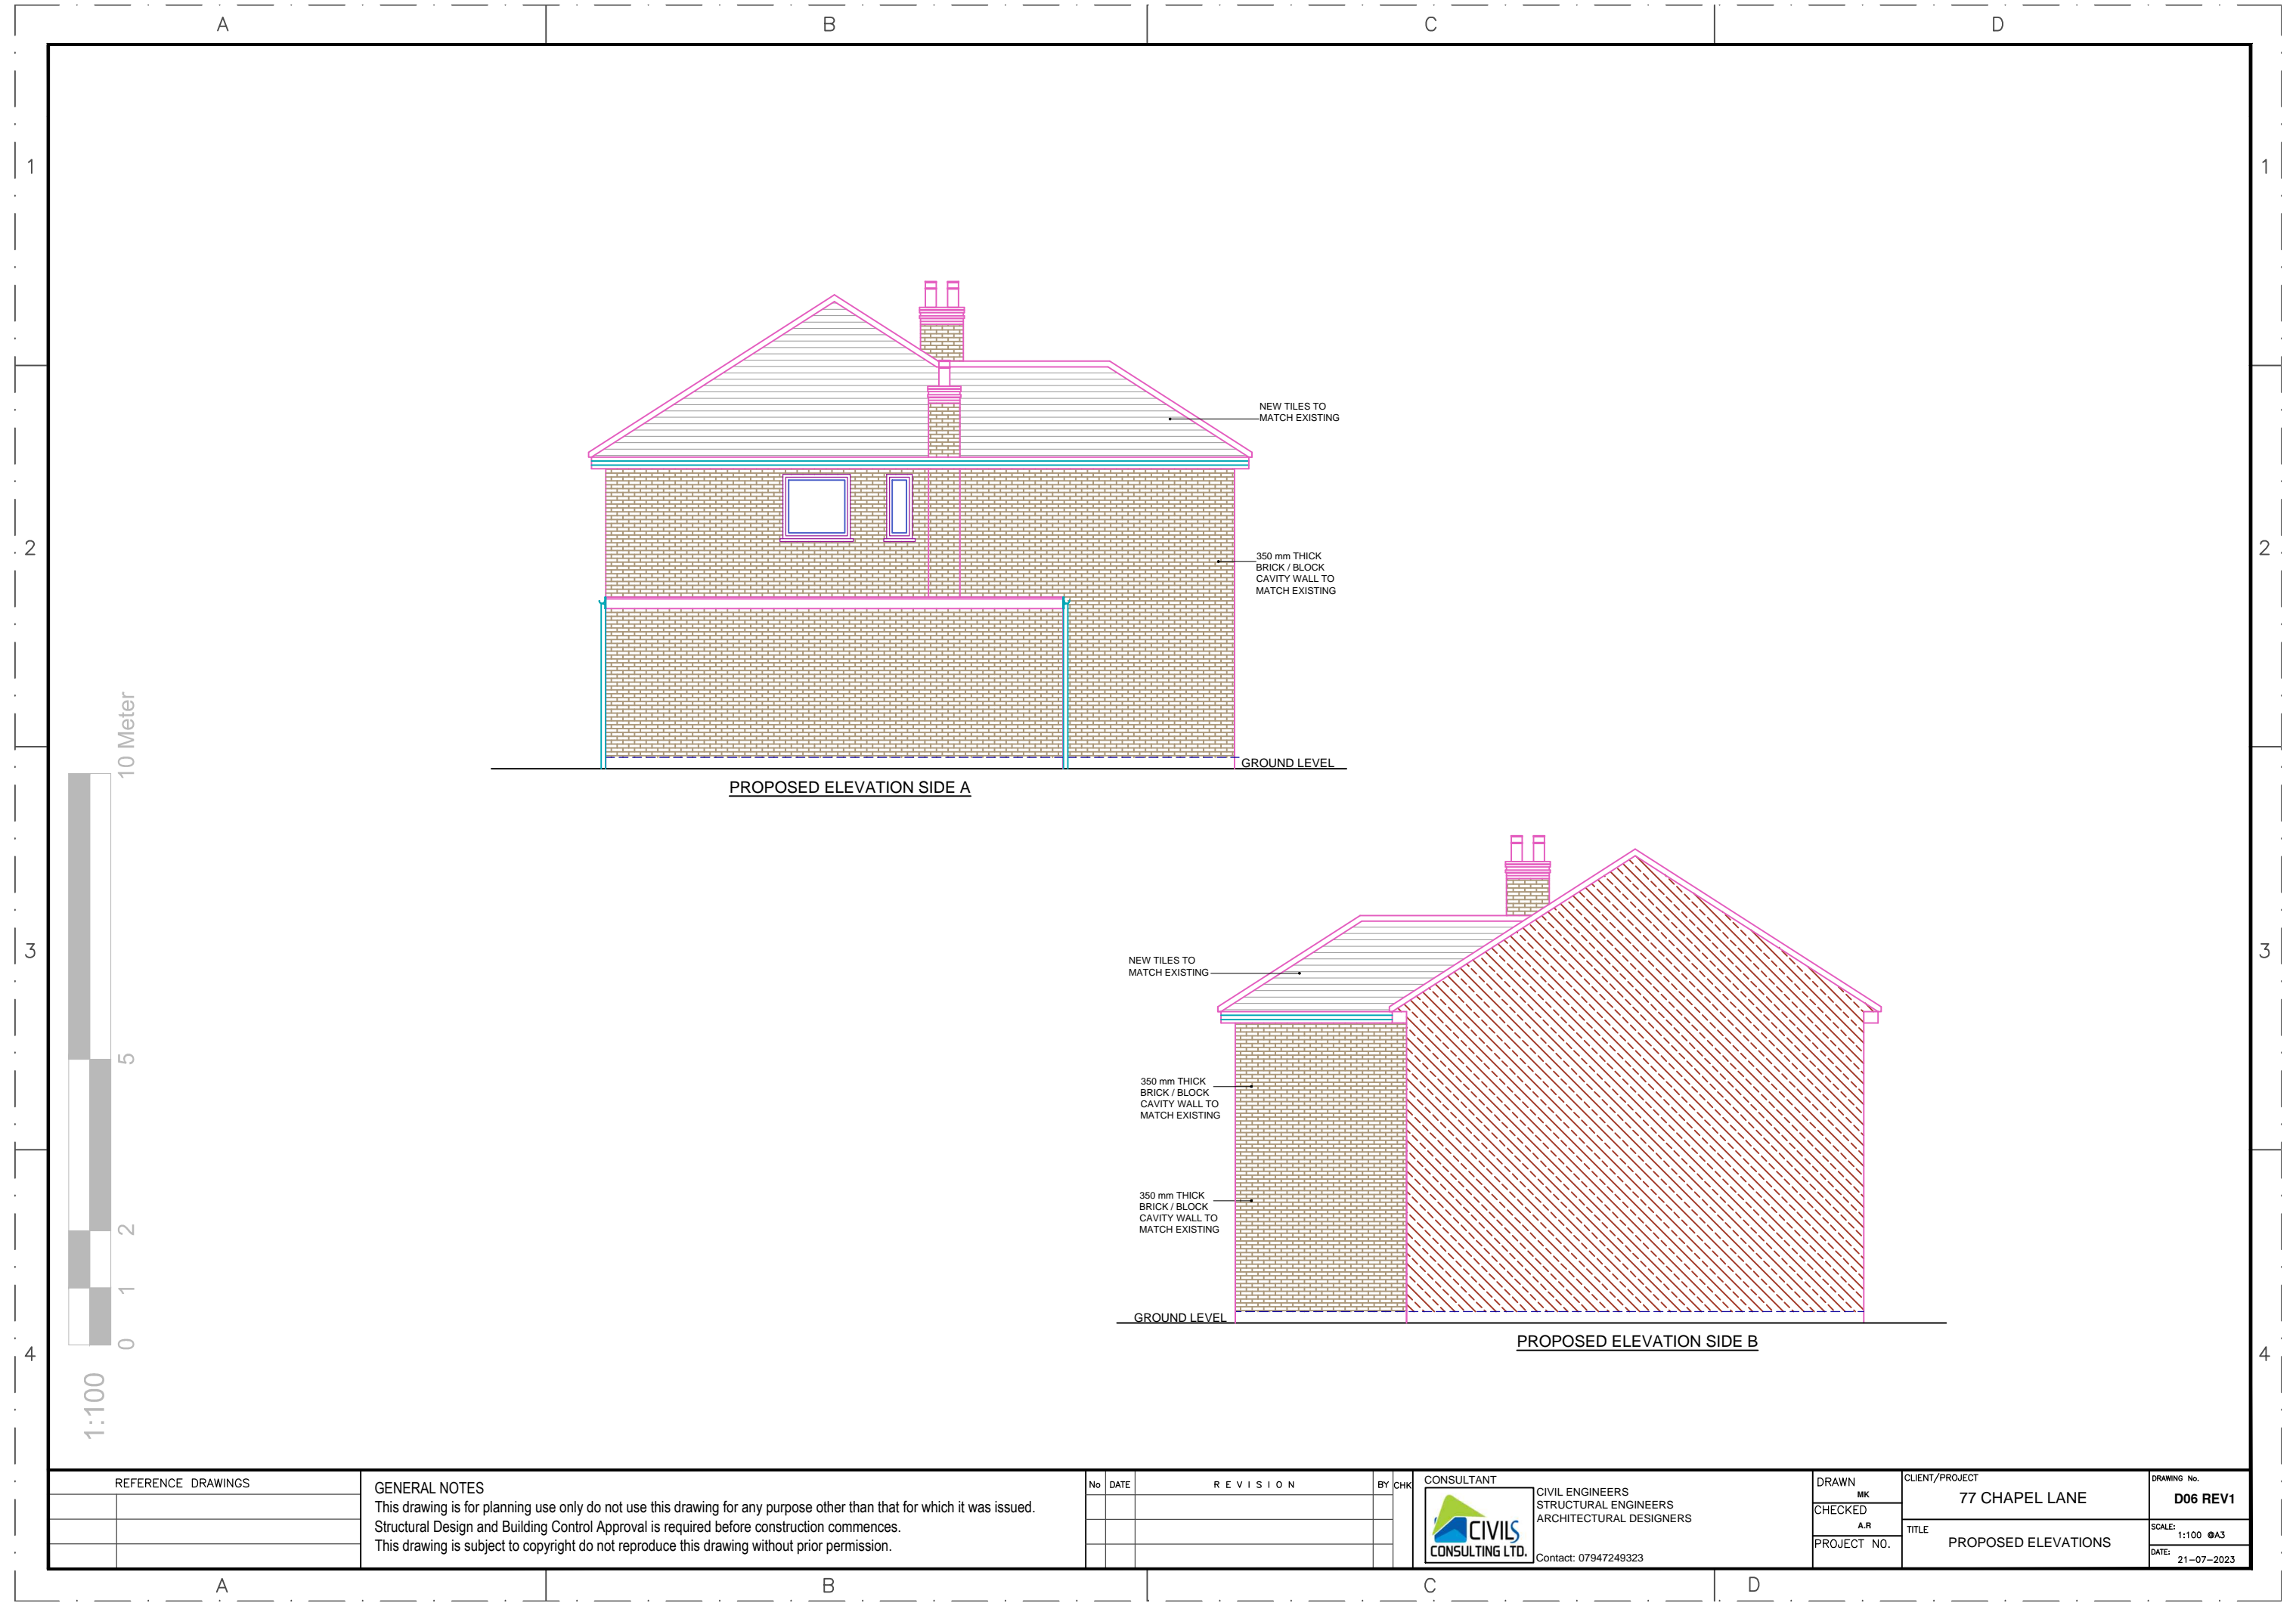 A B C D
1 1
NEW TILES TO
MATCH EXISTING
2 2
350 mm THICK
BRICK / BLOCK
CAVITY WALL TO
MATCH EXISTING
GROUND LEVEL
PROPOSED ELEVATION SIDE A
10 Meter
5
2
1
0
1:100
3 3
NEW TILES TO
MATCH EXISTING
350 mm THICK
BRICK / BLOCK
CAVITY WALL TO
MATCH EXISTING
350 mm THICK
BRICK / BLOCK
CAVITY WALL TO
MATCH EXISTING
GROUND LEVEL
PROPOSED ELEVATION SIDE B
4 4
REFERENCE DRAWINGS
GENERAL NOTES
This drawing is for planning use only do not use this drawing for any purpose other than that for which it was issued.
Structural Design and Building Control Approval is required before construction commences.
This drawing is subject to copyright do not reproduce this drawing without prior permission.
No DATE REVISION BY CHK
CONSULTANT
CIVILS
CONSULTING LTD.
CIVIL ENGINEERS
STRUCTURAL ENGINEERS
ARCHITECTURAL DESIGNERS
Contact: 07947249323
DRAWN
MK
CHECKED
A.R
PROJECT NO.
CLIENT/PROJECT
77 CHAPEL LANE
TITLE
PROPOSED ELEVATIONS
DRAWING No.
D06 REV1
SCALE:
1:100 @A3
DATE:
21-07-2023
A B C D